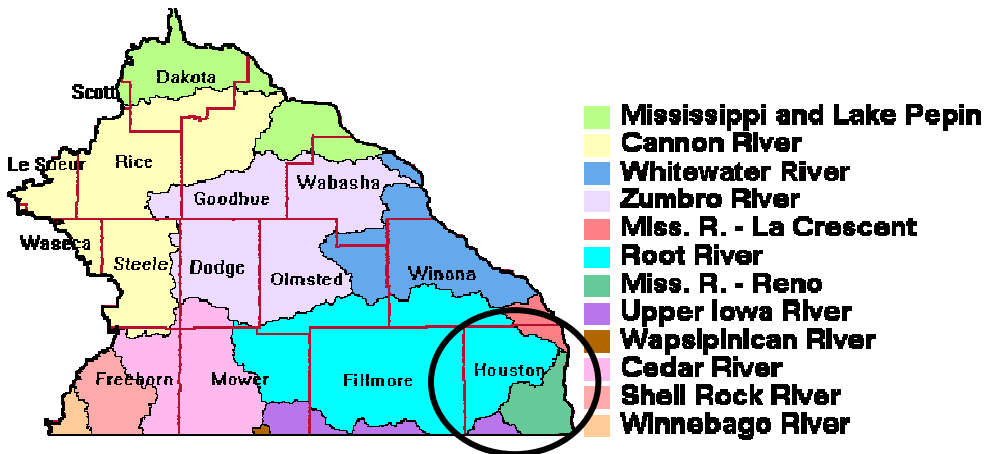 Dakota
Scott
Le Sueur
Rice
Wabasha
Goodhue
Waseca
Steele
Dodge
Olmsted
Winona
Freeborn
Mower
Fillmore
Houston
Mississippi and Lake Pepin
Cannon River
Whitewater River
Zumbro River
Miss. R. - La Crescent
Root River
Miss. R. - Reno
Upper Iowa River
Wapsipinican River
Cedar River
Shell Rock River
Winnebago River